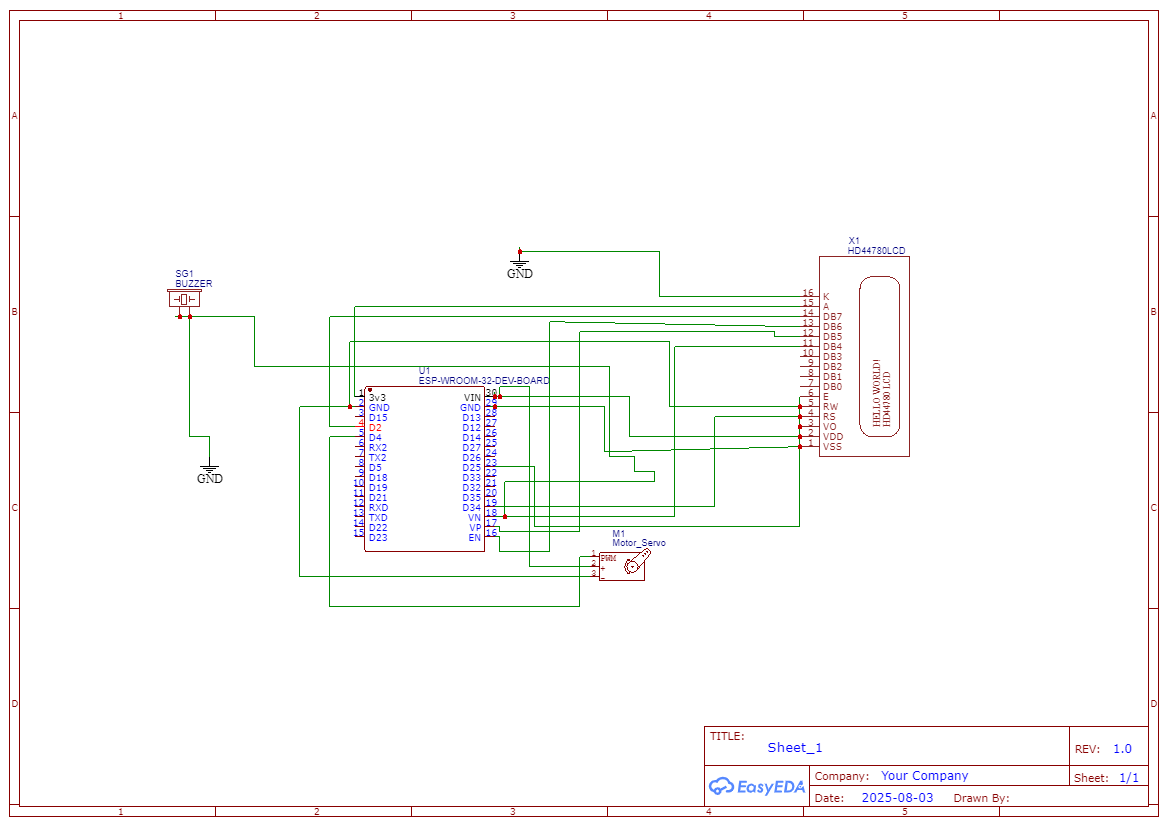 1 2 3 4 5
A A
X1
HD44780LCD
SG1
BUZZER
GND
B B
16 K
15 A
14 DB7
13 DB6
12 DB5
11 DB4
10 DB3
9 DB2
8 DB1
7 DB0
6 E
5 RW
4 RS
3 VO
2 VDD
1 VSS
HELLO WORLD!
HD44780 LCD
U1
ESP-WROOM-32-DEV-BOARD
1 3v3 VIN 30
2 GND GND 29
3 D15 D13 28
4 D2 D12 27
5 D4 D14 26
6 RX2 D27 25
7 TX2 D26 24
8 D5 D25 23
9 D18 D33 22
10 D19 D32 21
11 D21 D35 20
12 RXD D34 19
13 TXD VN 18
14 D22 VP 17
15 D23 EN 16
GND
C C
M1
Motor_Servo
1 PWM
2 +
3 -
D D
TITLE:
Sheet_1
REV: 1.0
EasyEDA
Company: Your Company
Sheet: 1/1
Date: 2025-08-03 Drawn By:
1 2 3 4 5